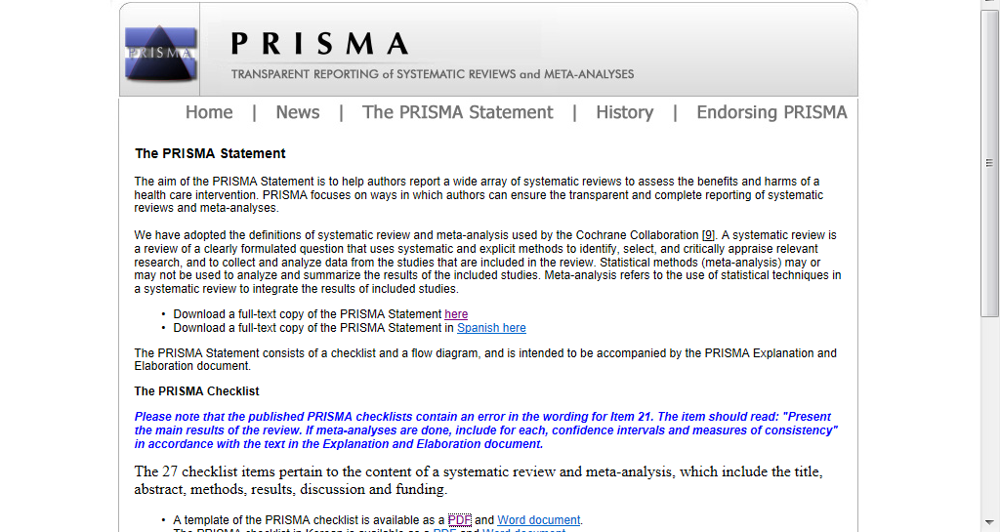 PRISMA
PRISMA
TRANSPARENT REPORTING of SYSTEMATIC REVIEWS and META-ANALYSES
Home | News | The PRISMA Statement | History | Endorsing PRISMA
The PRISMA Statement
The aim of the PRISMA Statement is to help authors report a wide array of systematic reviews to assess the benefits and harms of a
health care intervention. PRISMA focuses on ways in which authors can ensure the transparent and complete reporting of systematic
reviews and meta-analyses.
We have adopted the definitions of systematic review and meta-analysis used by the Cochrane Collaboration [9]. A systematic review is
a review of a clearly formulated question that uses systematic and explicit methods to identify, select, and critically appraise relevant
research, and to collect and analyze data from the studies that are included in the review. Statistical methods (meta-analysis) may or
may not be used to analyze and summarize the results of the included studies. Meta-analysis refers to the use of statistical techniques in
a systematic review to integrate the results of included studies.
• Download a full-text copy of the PRISMA Statement here
• Download a full-text copy of the PRISMA Statement in Spanish here
The PRISMA Statement consists of a checklist and a flow diagram, and is intended to be accompanied by the PRISMA Explanation and
Elaboration document.
The PRISMA Checklist
Please note that the published PRISMA checklists contain an error in the wording for Item 21. The item should read: "Present
the main results of the review. If meta-analyses are done, include for each, confidence intervals and measures of consistency"
in accordance with the text in the Explanation and Elaboration document.
The 27 checklist items pertain to the content of a systematic review and meta-analysis, which include the title,
abstract, methods, results, discussion and funding.
• A template of the PRISMA checklist is available as a PDF and Word document.
• The PRISMA checklist in Korean is available as a PDF and Word document.